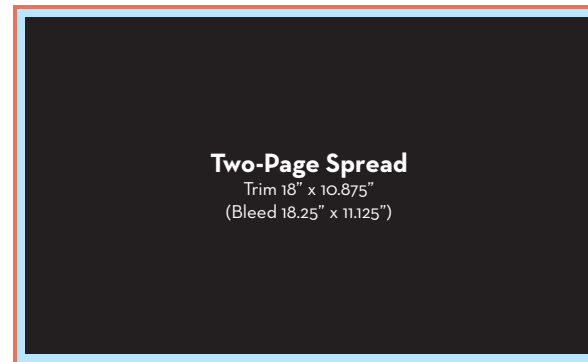 Two-Page Spread
Trim 18” x 10.875”
(Bleed 18.25” x 11.125”)